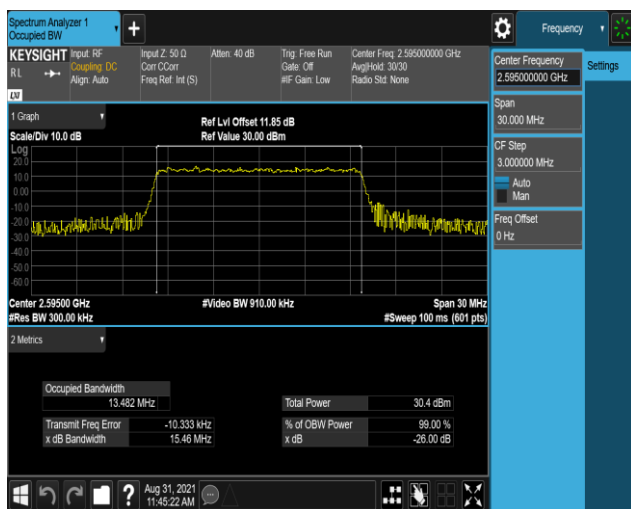 Spectrum Analyzer 1
Occupied BW
+
Frequency
KEYSIGHT
RL
LXI
Input: RF
Coupling: DC
Align: Auto
Input Z: 50 Ω
Corr CCorr
Freq Ref: Int (S)
Atten: 40 dB
Trig: Free Run
Gate: Off
#IF Gain: Low
Center Freq: 2.595000000 GHz
Avg|Hold: 30/30
Radio Std: None
Center Frequency
2.595000000 GHz
Settings
Span
30.000 MHz
CF Step
3.000000 MHz
Auto
Man
Freq Offset
0 Hz
1 Graph
Scale/Div 10.0 dB
Ref Lvl Offset 11.85 dB
Ref Value 30.00 dBm
Log
20.0
10.0
0.00
-10.0
-20.0
-30.0
-40.0
-50.0
-60.0
Center 2.59500 GHz
#Res BW 300.00 kHz
#Video BW 910.00 kHz
Span 30 MHz
#Sweep 100 ms (601 pts)
2 Metrics
Occupied Bandwidth
13.482 MHz
Total Power 30.4 dBm
Transmit Freq Error -10.333 kHz
% of OBW Power 99.00 %
x dB Bandwidth 15.46 MHz
x dB -26.00 dB
?
Aug 31, 2021
11:45:22 AM